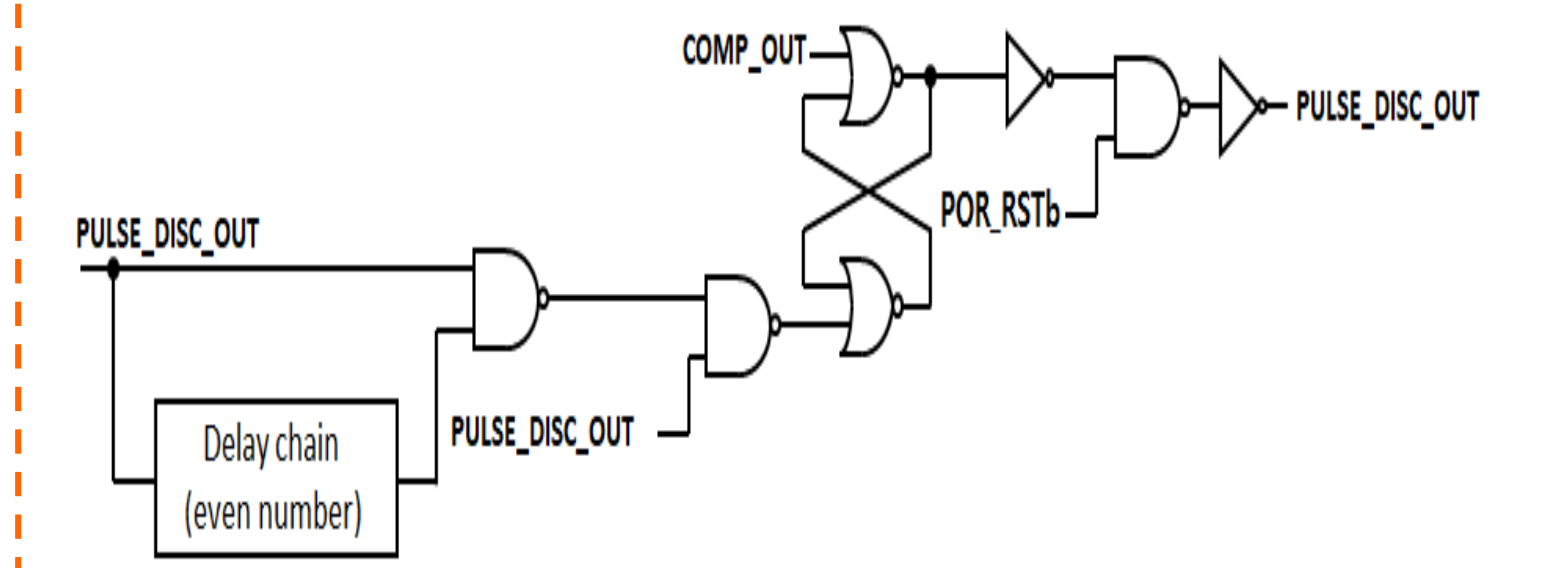 COMP_OUT
PULSE_DISC_OUT
POR_RSTb
PULSE_DISC_OUT
PULSE_DISC_OUT
Delay chain
(even number)